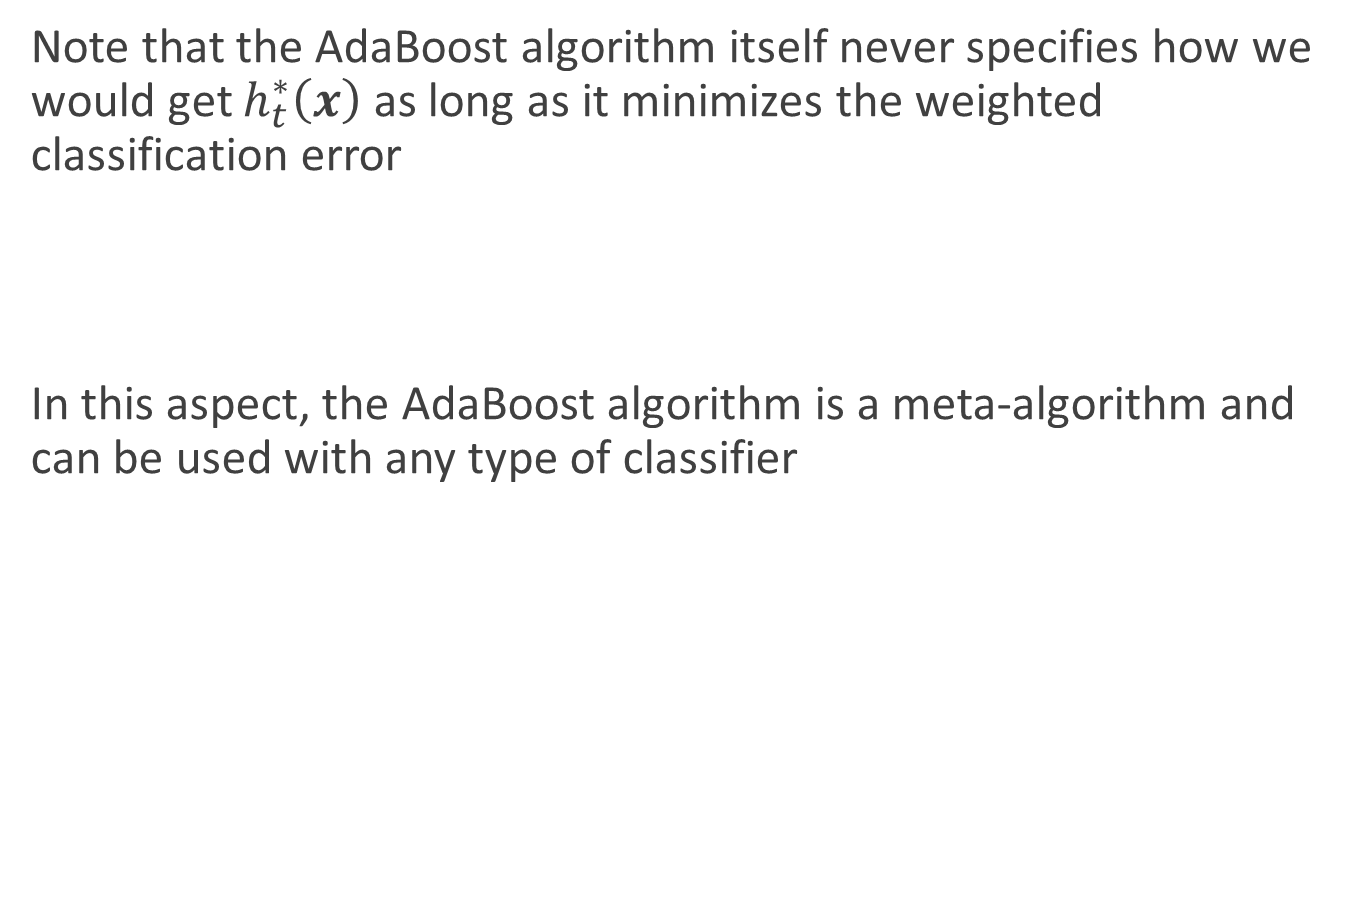 Note that the AdaBoost algorithm itself never specifies how we
would get $h_t^*(\boldsymbol{x})$ as long as it minimizes the weighted
classification error
In this aspect, the AdaBoost algorithm is a meta-algorithm and
can be used with any type of classifier